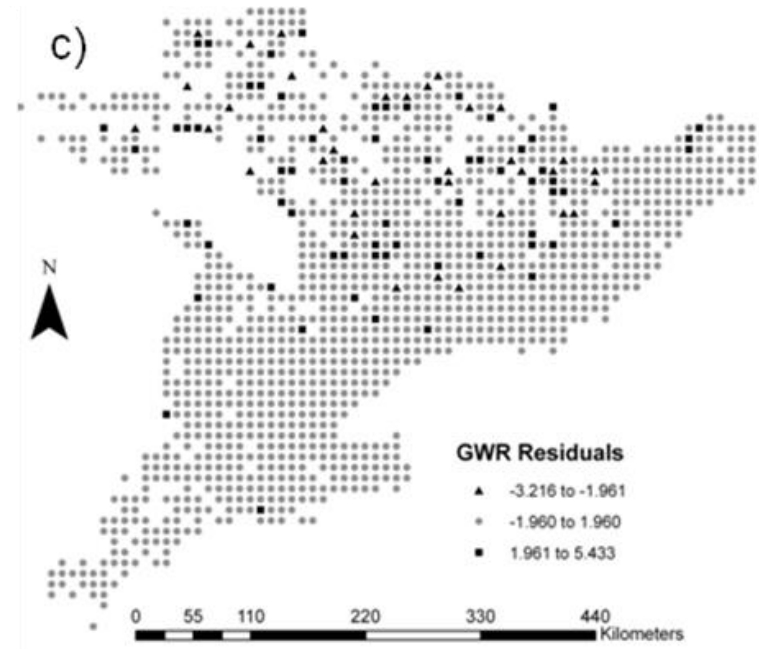 c)
N
GWR Residuals
-3.216 to -1.961
-1.960 to 1.960
1.961 to 5.433
0 55 110 220 330 440
Kilometers